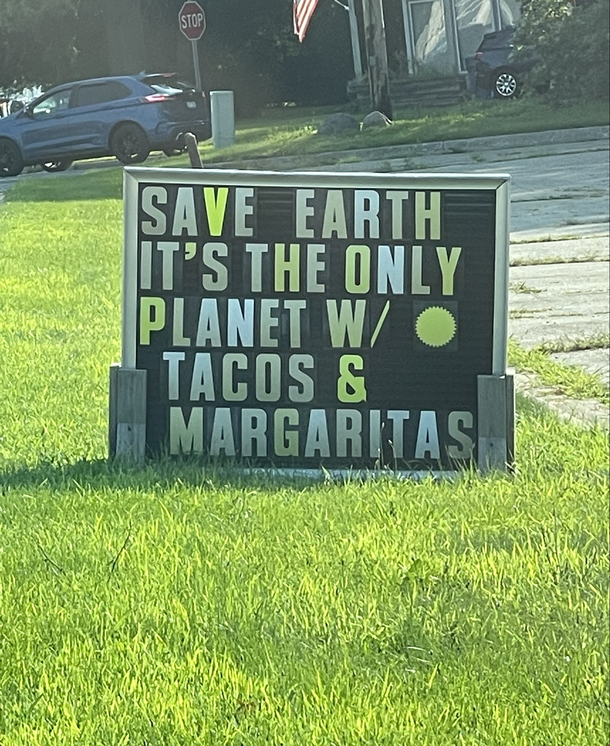 STOP
SAVE EARTH
IT'S THE ONLY
PLANET W/
TACOS &
MARGARITAS